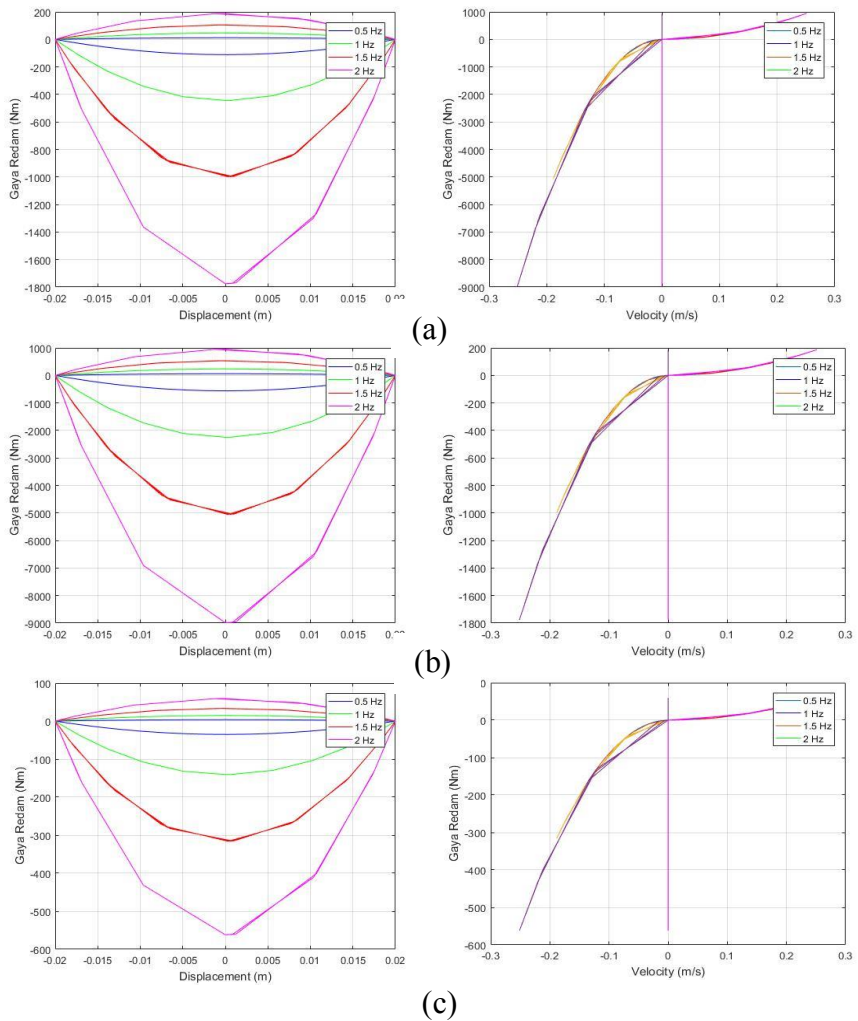 200
0
-200
-400
-600
-800
-1000
-1200
-1400
-1600
-1800
Gaya Redam (Nm)
0.5 Hz
1 Hz
1.5 Hz
2 Hz
-0.02 -0.015 -0.01 -0.005 0 0.005 0.01 0.015
Displacement (m)
1000
0
-1000
-2000
-3000
-4000
-5000
-6000
-7000
-8000
-9000
Gaya Redam (Nm)
0.5 Hz
1 Hz
1.5 Hz
2 Hz
-0.3 -0.2 -0.1 0 0.1 0.2 0.3
Velocity (m/s)
(a)
1000
0
-1000
-2000
-3000
-4000
-5000
-6000
-7000
-8000
-9000
Gaya Redam (Nm)
0.5 Hz
1 Hz
1.5 Hz
2 Hz
-0.02 -0.015 -0.01 -0.005 0 0.005 0.01 0.015
Displacement (m)
200
0
-200
-400
-600
-800
-1000
-1200
-1400
-1600
-1800
Gaya Redam (Nm)
0.5 Hz
1 Hz
1.5 Hz
2 Hz
-0.3 -0.2 -0.1 0 0.1 0.2 0.3
Velocity (m/s)
(b)
100
0
-100
-200
-300
-400
-500
-600
Gaya Redam (Nm)
0.5 Hz
1 Hz
1.5 Hz
2 Hz
-0.02 -0.015 -0.01 -0.005 0 0.005 0.01 0.015 0.02
Displacement (m)
0
0
-100
-200
-300
-400
-500
-600
Gaya Redam (Nm)
0.5 Hz
1 Hz
1.5 Hz
2 Hz
-0.3 -0.2 -0.1 0 0.1 0.2 0.3
Velocity (m/s)
(c)